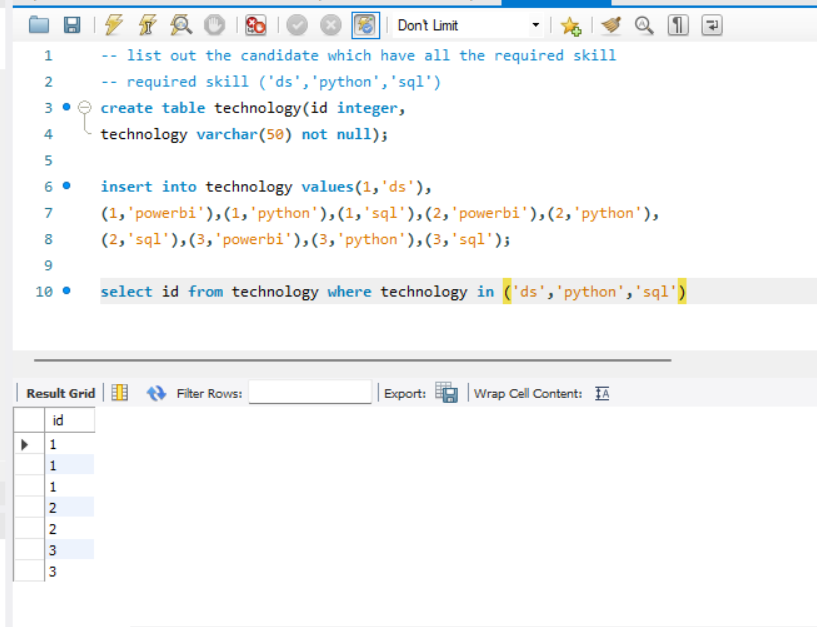 Don't Limit
1 -- list out the candidate which have all the required skill
2 -- required skill ('ds','python','sql')
3 create table technology(id integer,
4 technology varchar(50) not null);
5
6 insert into technology values(1,'ds'),
7 (1,'powerbi'),(1,'python'),(1,'sql'),(2,'powerbi'),(2,'python'),
8 (2,'sql'),(3,'powerbi'),(3,'python'),(3,'sql');
9
10 select id from technology where technology in ('ds','python','sql')
Result Grid Filter Rows: Export: Wrap Cell Content:
id
1
1
1
2
2
3
3